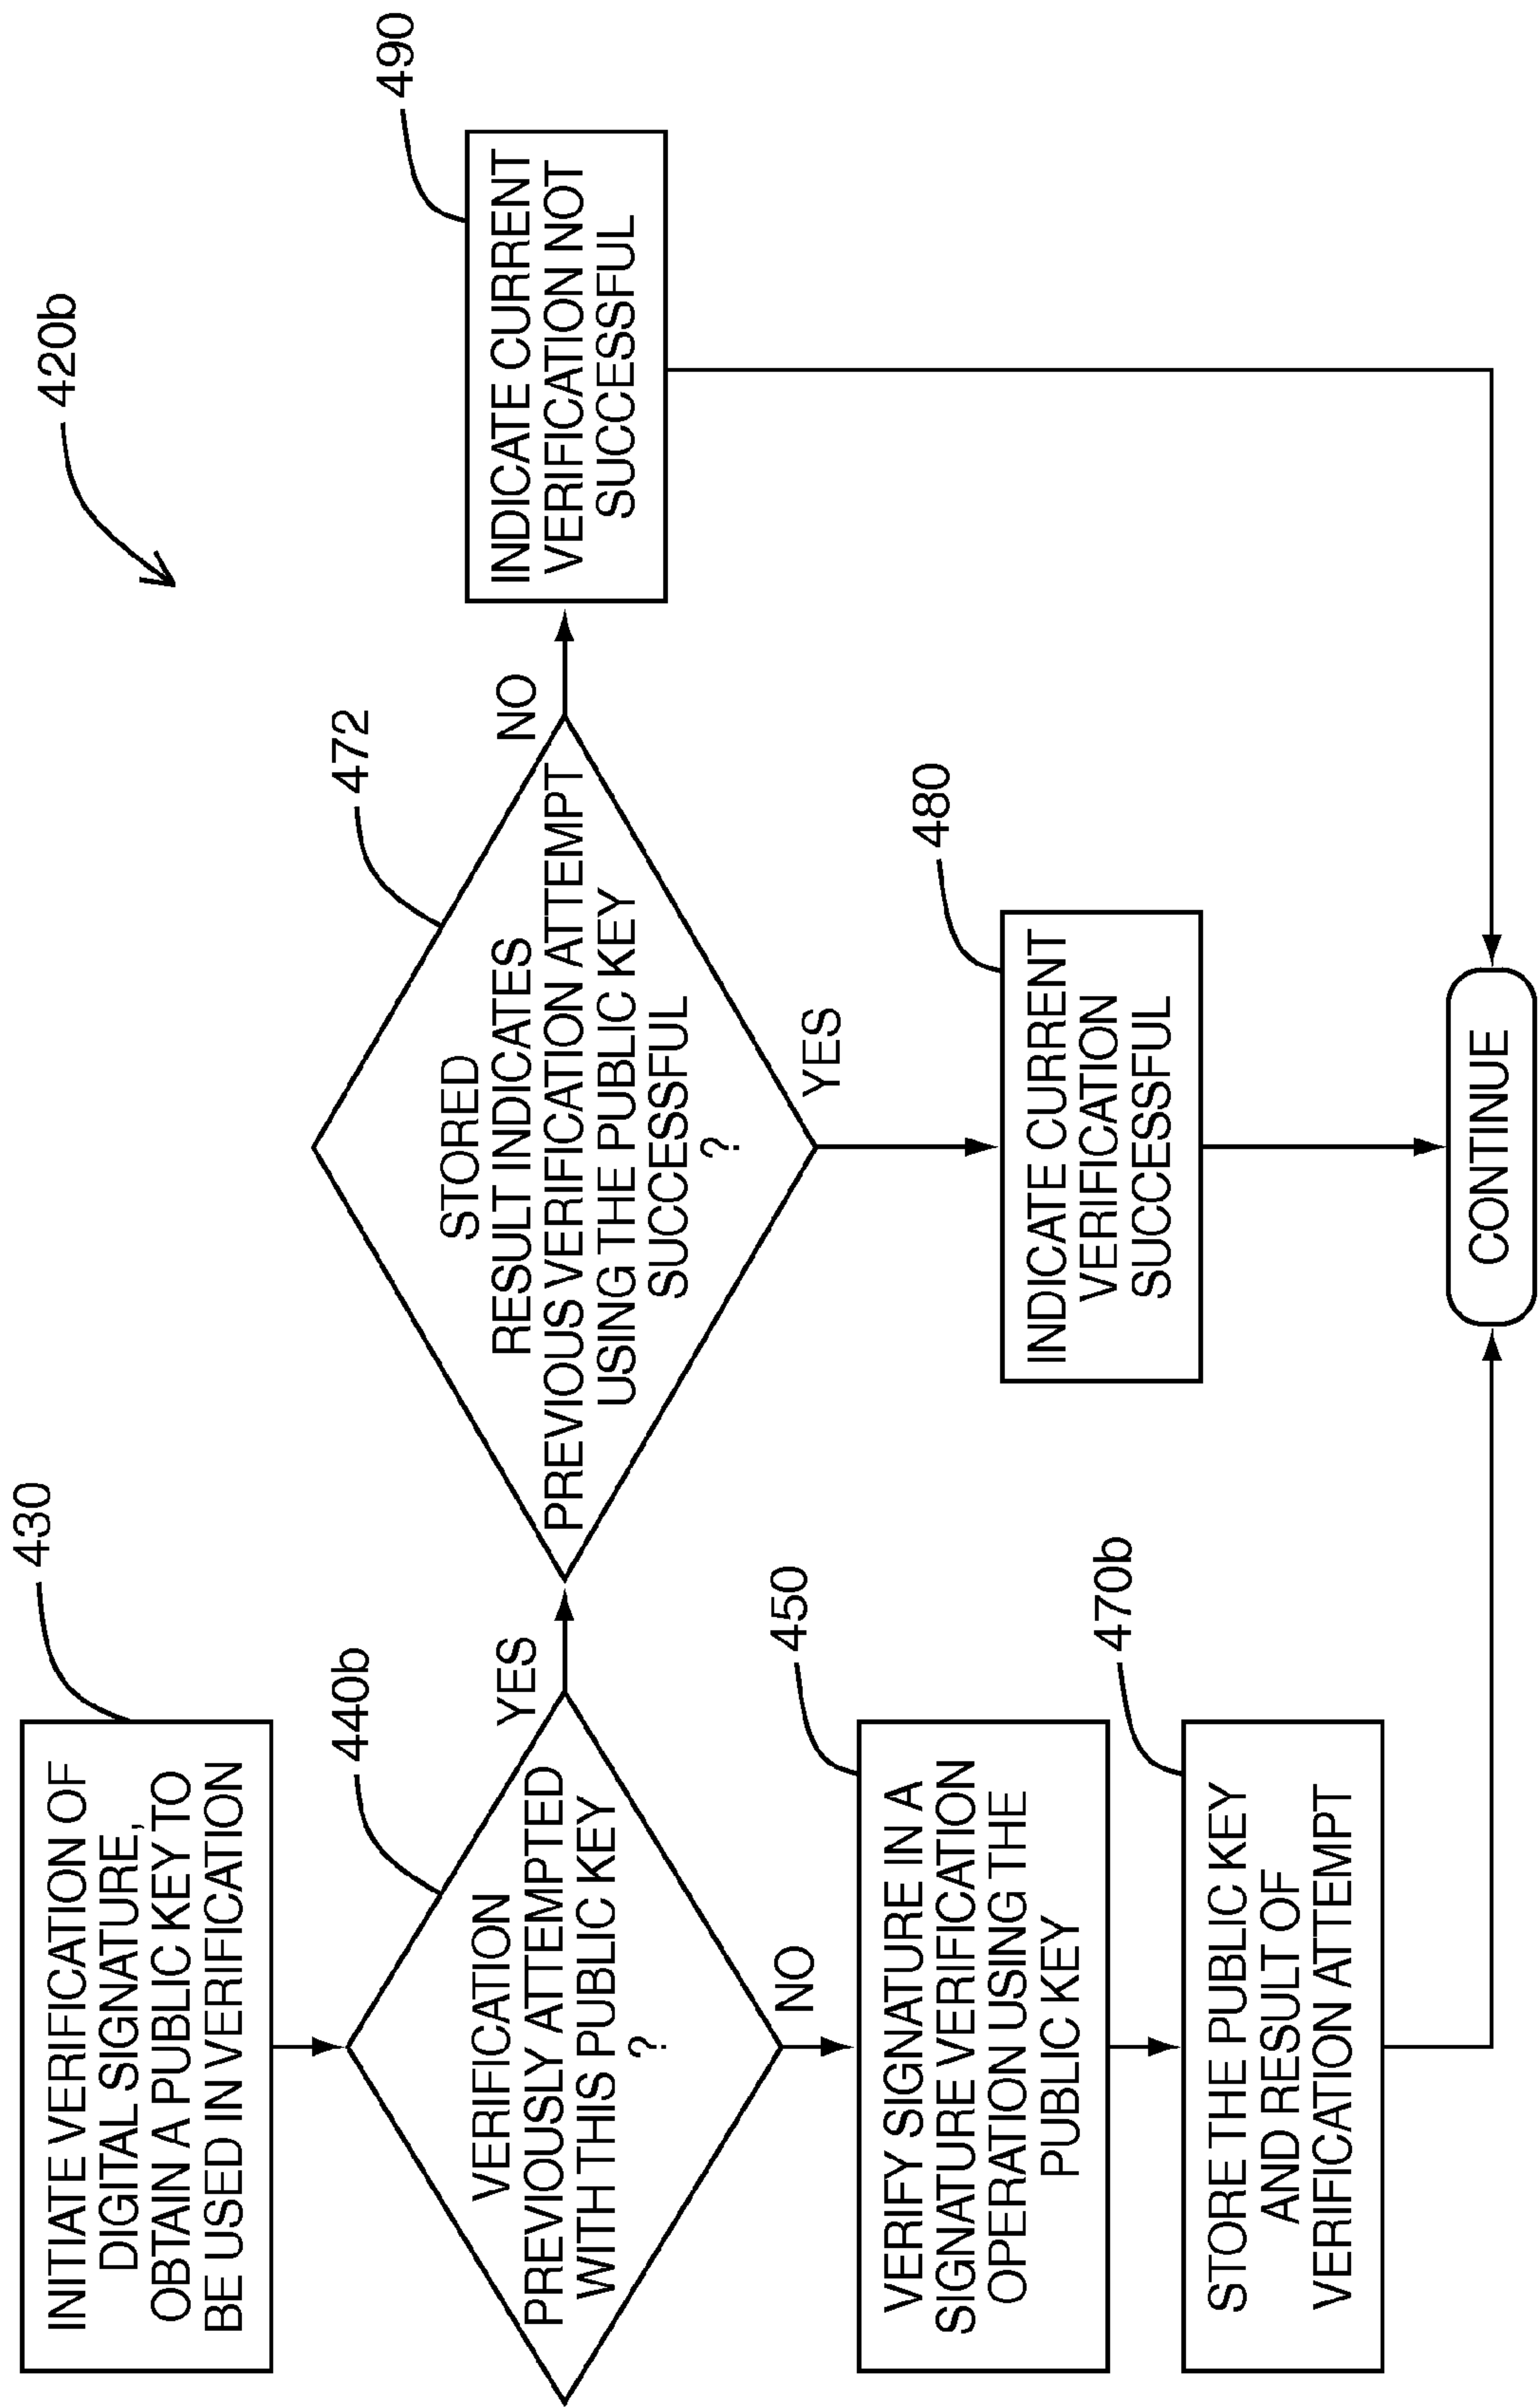 420b
430
INITIATE VERIFICATION OF
DIGITAL SIGNATURE,
OBTAIN A PUBLIC KEY TO
BE USED IN VERIFICATION
440b
VERIFICATION
PREVIOUSLY ATTEMPTED
WITH THIS PUBLIC KEY
?
YES
NO
472
STORED
RESULT INDICATES
PREVIOUS VERIFICATION ATTEMPT
USING THE PUBLIC KEY
SUCCESSFUL
?
NO
YES
490
INDICATE CURRENT
VERIFICATION NOT
SUCCESSFUL
450
VERIFY SIGNATURE IN A
SIGNATURE VERIFICATION
OPERATION USING THE
PUBLIC KEY
480
INDICATE CURRENT
VERIFICATION
SUCCESSFUL
470b
STORE THE PUBLIC KEY
AND RESULT OF
VERIFICATION ATTEMPT
CONTINUE